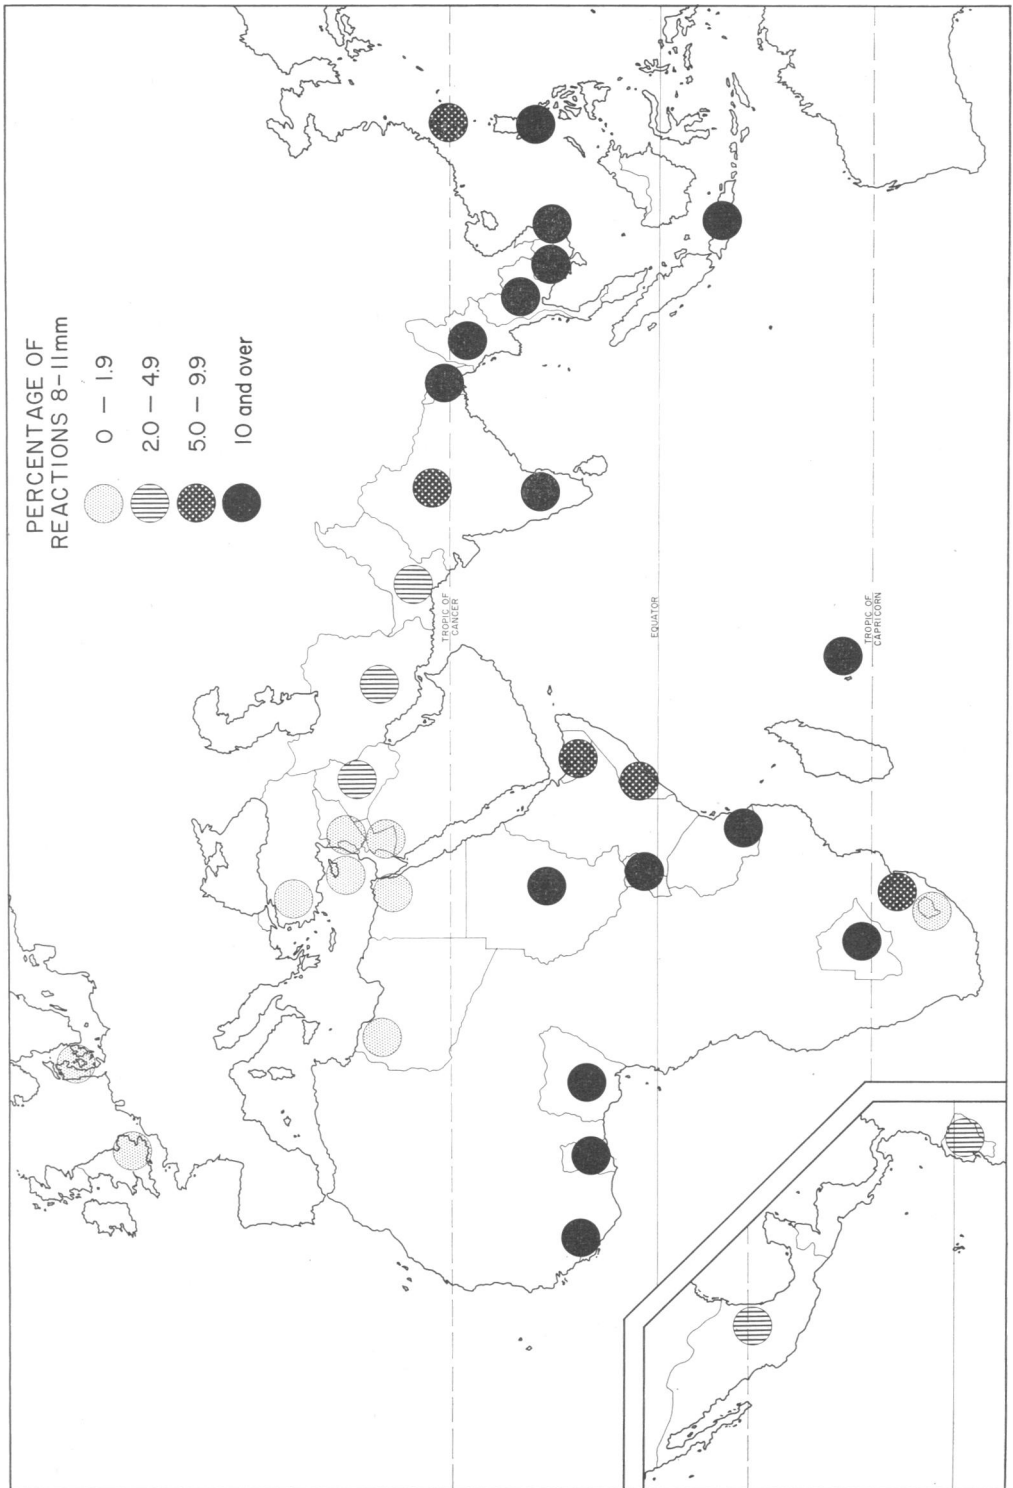 PERCENTAGE OF
REACTIONS 8-11mm
0 — 1.9
2.0 — 4.9
5.0 — 9.9
10 and over
TROPIC OF
CANCER
EQUATOR
TROPIC OF
CAPRICORN